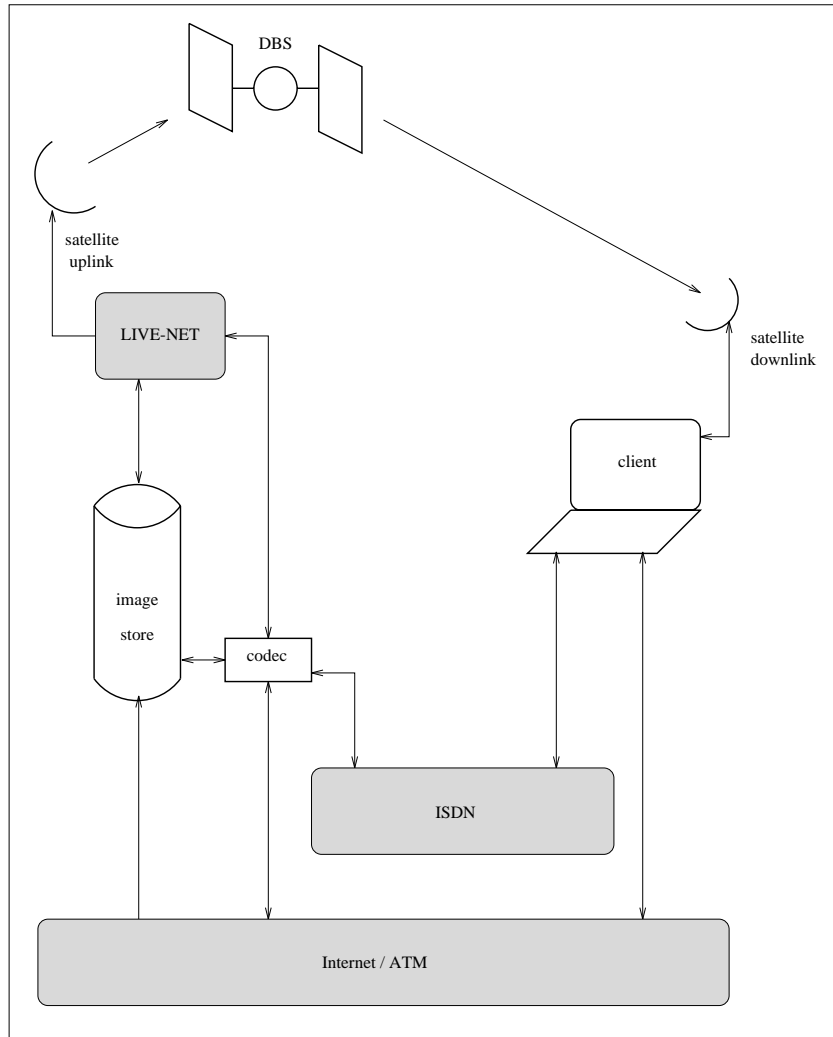 DBS
satellite
uplink
LIVE-NET
satellite
downlink
client
image
store
codec
ISDN
Internet / ATM